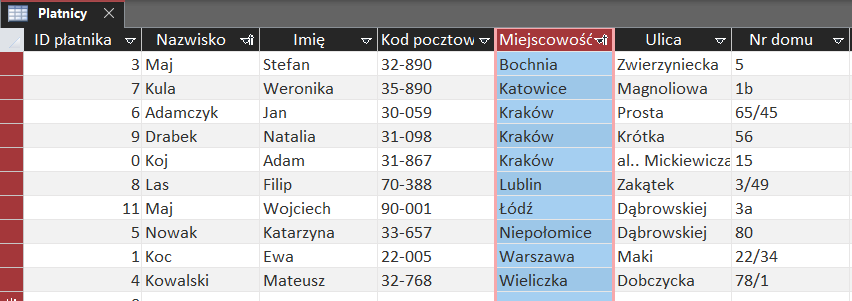 Płatnicy
ID płatnika Nazwisko Imię Kod pocztow Miejscowość Ulica Nr domu
3 Maj Stefan 32-890 Bochnia Zwierzyniecka 5
7 Kula Weronika 35-890 Katowice Magnoliowa 1b
6 Adamczyk Jan 30-059 Kraków Prosta 65/45
9 Drabek Natalia 31-098 Kraków Krótka 56
0 Koj Adam 31-867 Kraków al.. Mickiewicza 15
8 Las Filip 70-388 Lublin Zakątek 3/49
11 Maj Wojciech 90-001 Łódź Dąbrowskiej 3a
5 Nowak Katarzyna 33-657 Niepołomice Dąbrowskiej 80
1 Koc Ewa 22-005 Warszawa Maki 22/34
4 Kowalski Mateusz 32-768 Wieliczka Dobczycka 78/1